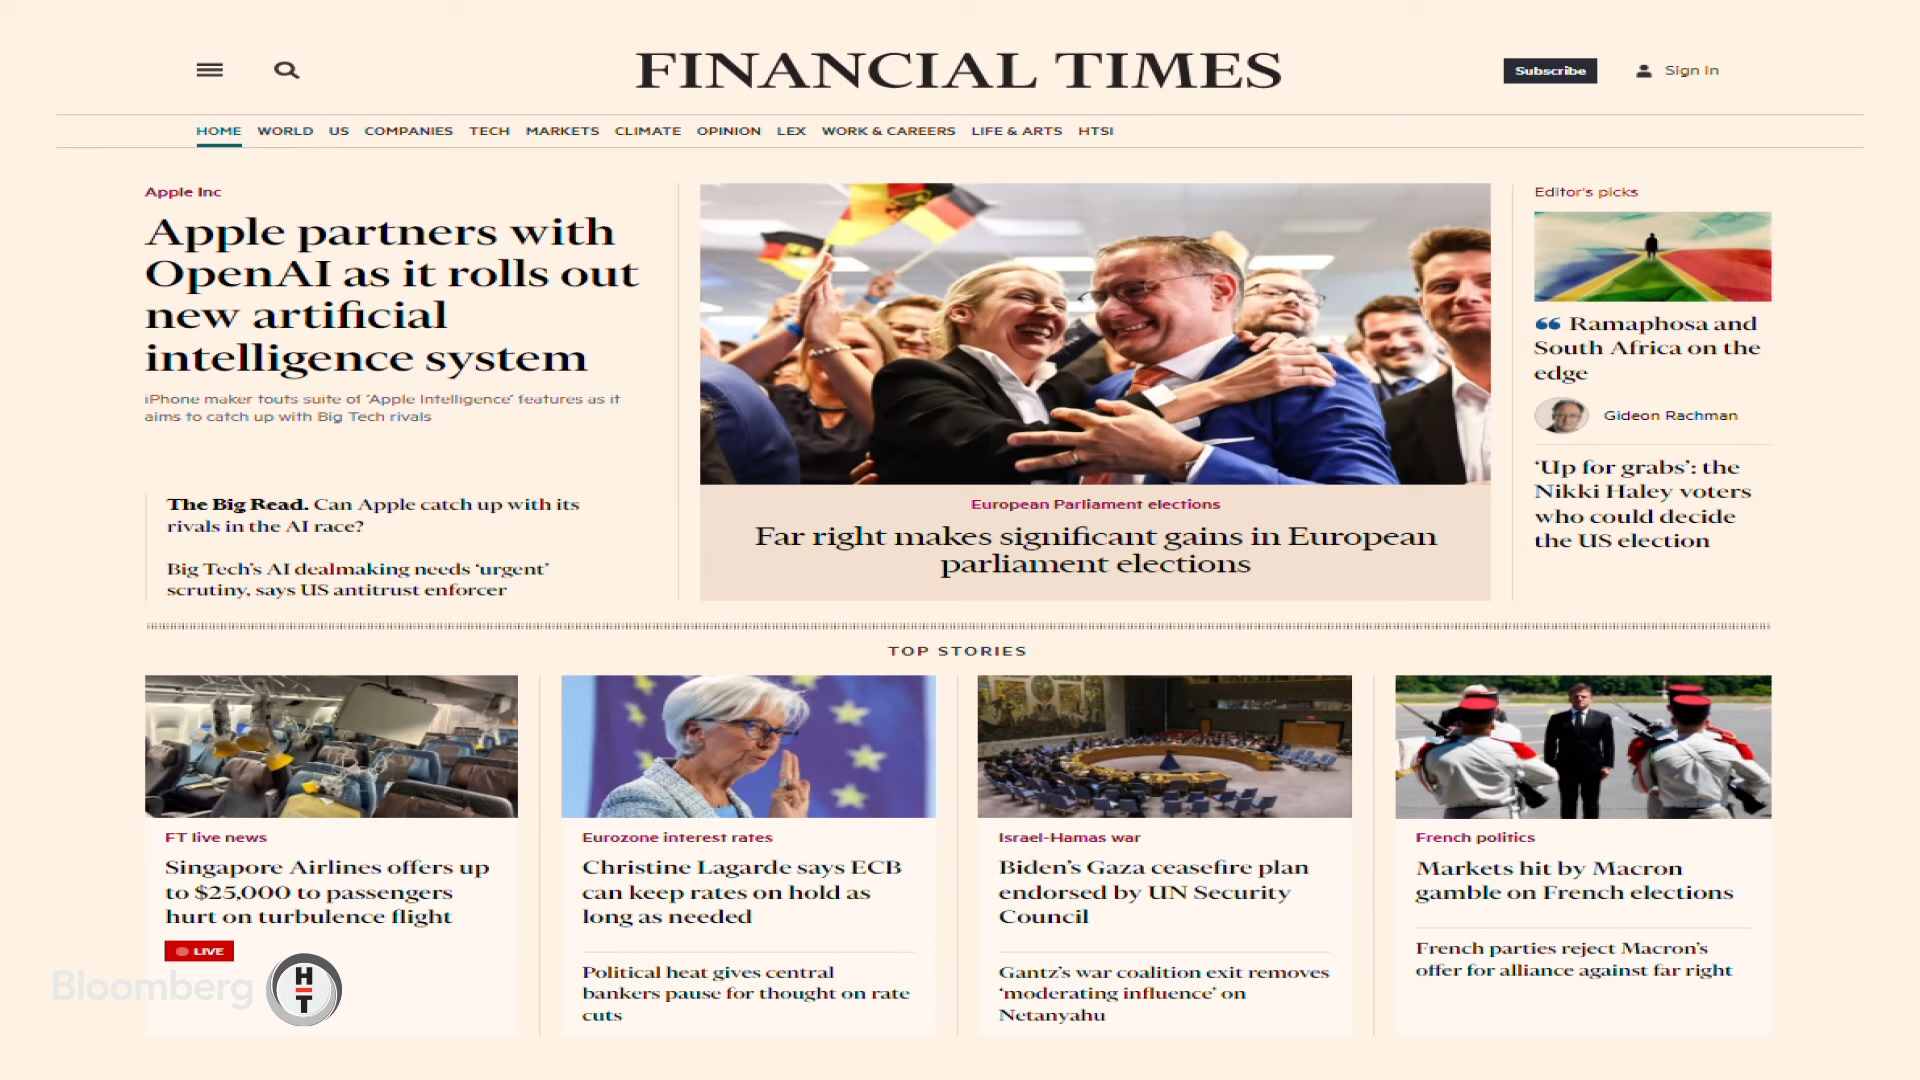 FINANCIAL TIMES
Subscribe
Sign In
HOME WORLD US COMPANIES TECH MARKETS CLIMATE OPINION LEX WORK & CAREERS LIFE & ARTS HTSI
Apple Inc
Apple partners with
OpenAI as it rolls out
new artificial
intelligence system
iPhone maker touts suite of ‘Apple Intelligence’ features as it
aims to catch up with Big Tech rivals
The Big Read. Can Apple catch up with its
rivals in the AI race?
Big Tech’s AI dealmaking needs ‘urgent’
scrutiny, says US antitrust enforcer
European Parliament elections
Far right makes significant gains in European
parliament elections
Editor’s picks
“ Ramaphosa and
South Africa on the
edge
Gideon Rachman
‘Up for grabs’: the
Nikki Haley voters
who could decide
the US election
TOP STORIES
FT live news
Singapore Airlines offers up
to $25,000 to passengers
hurt on turbulence flight
LIVE
Eurozone interest rates
Christine Lagarde says ECB
can keep rates on hold as
long as needed
Political heat gives central
bankers pause for thought on rate
cuts
Israel-Hamas war
Biden’s Gaza ceasefire plan
endorsed by UN Security
Council
Gantz’s war coalition exit removes
‘moderating influence’ on
Netanyahu
French politics
Markets hit by Macron
gamble on French elections
French parties reject Macron’s
offer for alliance against far right
Bloomberg HT